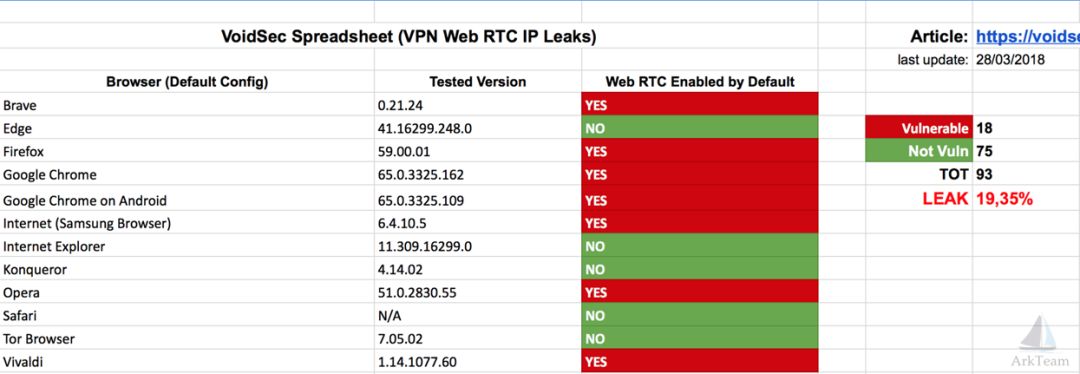 VoidSec Spreadsheet (VPN Web RTC IP Leaks) Article: https://voidse
last update: 28/03/2018
Browser (Default Config) Tested Version Web RTC Enabled by Default
Brave 0.21.24 YES
Edge 41.16299.248.0 NO Vulnerable 18
Firefox 59.00.01 YES Not Vuln 75
Google Chrome 65.0.3325.162 YES TOT 93
Google Chrome on Android 65.0.3325.109 YES LEAK 19,35%
Internet (Samsung Browser) 6.4.10.5 YES
Internet Explorer 11.309.16299.0 NO
Konqueror 4.14.02 NO
Opera 51.0.2830.55 YES
Safari N/A NO
Tor Browser 7.05.02 NO
Vivaldi 1.14.1077.60 YES
ArkTeam